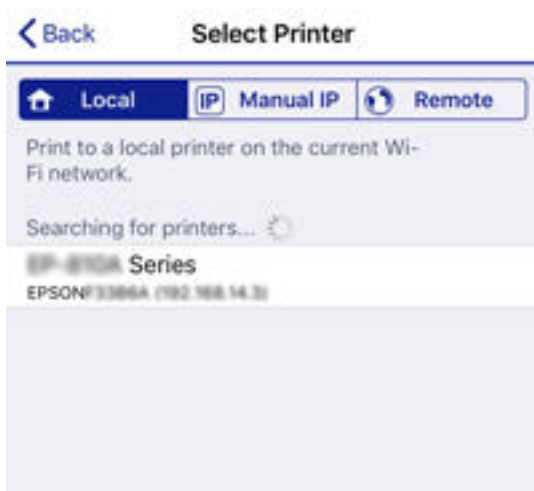 Back
Select Printer
Local
IP Manual IP
Remote
Print to a local printer on the current Wi-
Fi network.
Searching for printers...
Series
EPSON